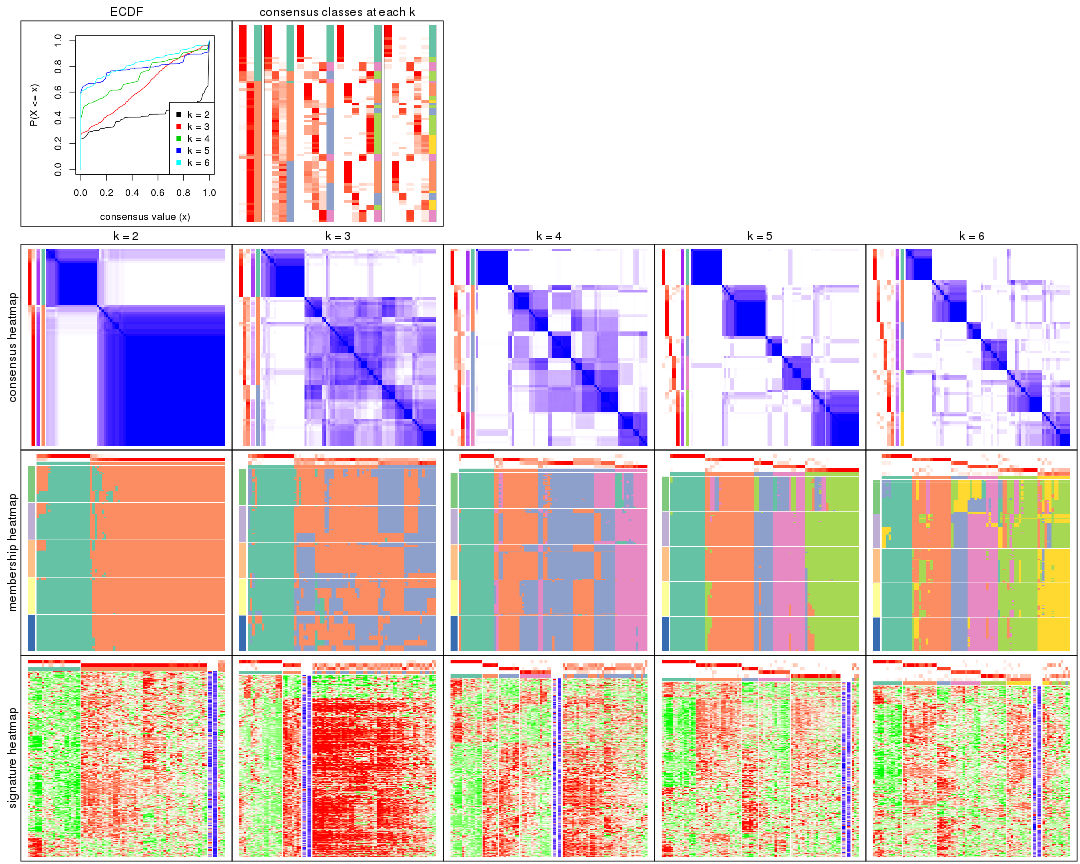 ECDF
consensus classes at each k
P(X <= x)
0.0 0.2 0.4 0.6 0.8 1.0
k = 2
k = 3
k = 4
k = 5
k = 6
0.0 0.2 0.4 0.6 0.8 1.0
consensus value (x)
k = 2
k = 3
k = 4
k = 5
k = 6
consensus heatmap
membership heatmap
signature heatmap